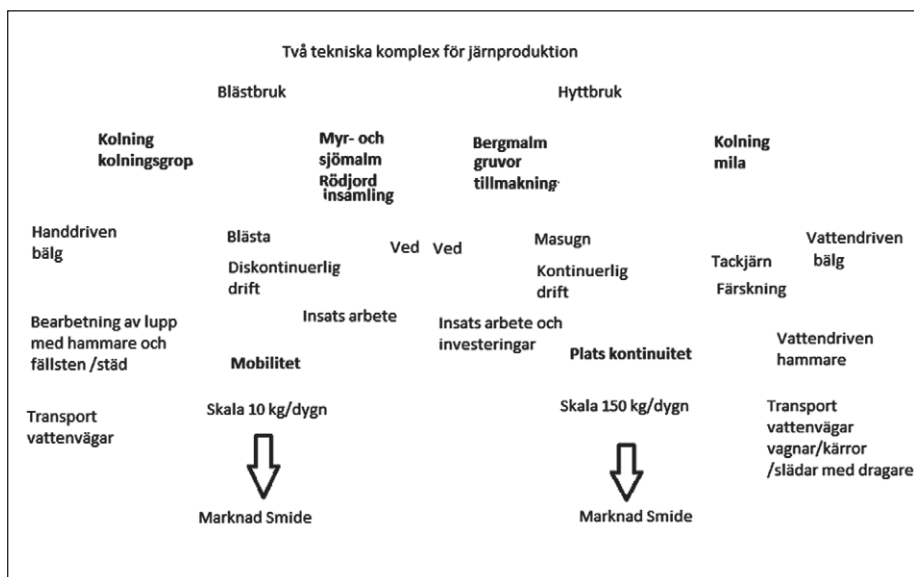 Två tekniska komplex för järnproduktion
Blästbruk
Hyttbruk
Kolning
kolningsgrop
Myr- och
sjömalm
Rödjord
insamling
Bergmalm
gruvor
tillmakning
Kolning
mila
Handdriven
bälg
Blästa
Diskontinuerlig
drift
Ved
Ved
Masugn
Kontinuerlig
drift
Tackjärn
Färskning
Vattendriven
bälg
Bearbetning av lupp
med hammare och
fällsten /städ
Insats arbete
Mobilitet
Insats arbete och
investeringar
Plats kontinuitet
Vattendriven
hammare
Transport
vattenvägar
Skala 10 kg/dygn
Skala 150 kg/dygn
Transport
vattenvägar
vagnar/kärror
/slädar med dragare
Marknad Smide
Marknad Smide